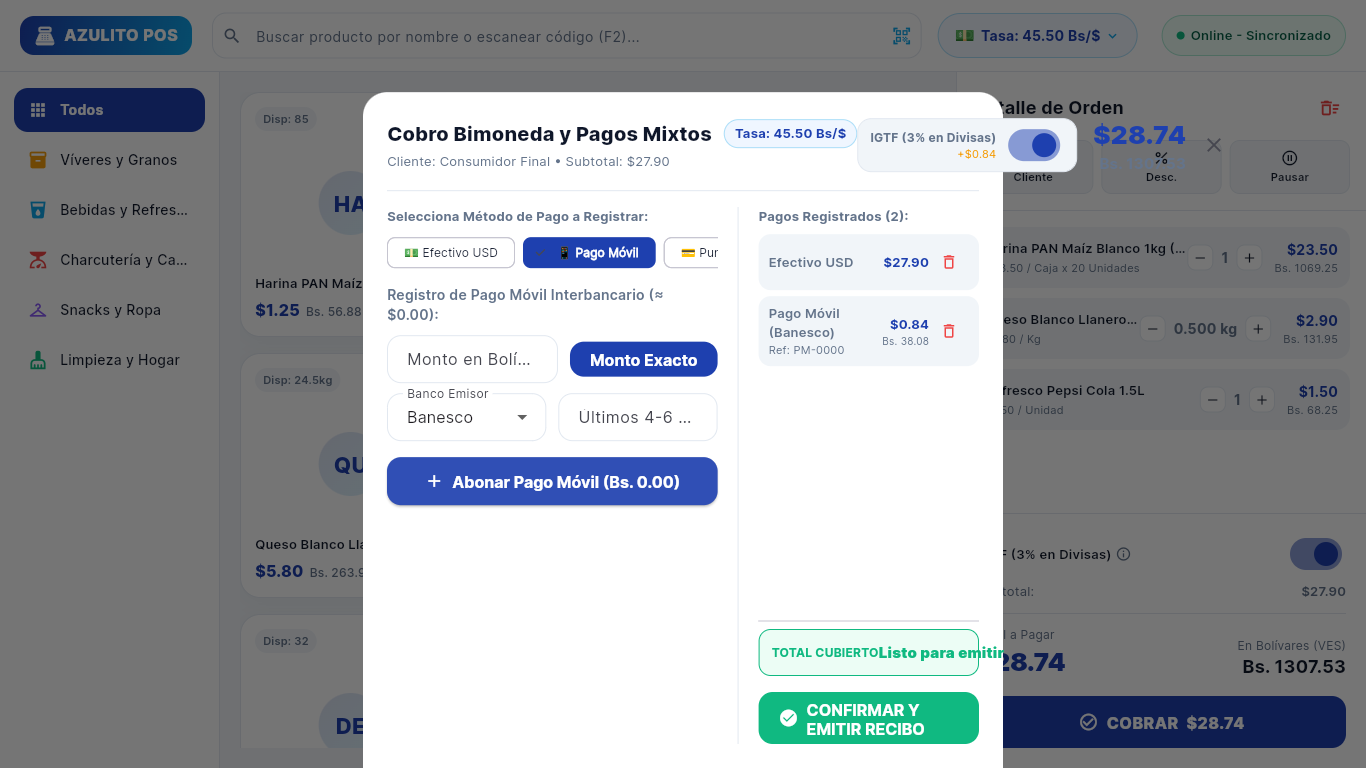 AZULITO POS
Buscar producto por nombre o escanear código (F2)...
Tasa: 45.50 Bs/$
Online - Sincronizado
Todos
Víveres y Granos
Bebidas y Refres...
Charcutería y Ca...
Snacks y Ropa
Limpieza y Hogar
Disp: 85
HA
Harina PAN Maíz
$1.25 Bs. 56.88
Disp: 24.5kg
QU
Queso Blanco Lla
$5.80 Bs. 263.9
Disp: 32
DE
Cobro Bimoneda y Pagos Mixtos
Cliente: Consumidor Final • Subtotal: $27.90
Tasa: 45.50 Bs/$
IGTF (3% en Divisas)
+$0.84
$28.74
Selecciona Método de Pago a Registrar:
Efectivo USD
Pago Móvil
Pur
Registro de Pago Móvil Interbancario (≈
$0.00):
Monto en Bolí...
Monto Exacto
Banco Emisor
Banesco
Últimos 4-6 ...
Abonar Pago Móvil (Bs. 0.00)
Pagos Registrados (2):
Efectivo USD
$27.90
Pago Móvil
(Banesco)
Ref: PM-0000
$0.84
Bs. 38.08
TOTAL CUBIERTO
Listo para emitir
CONFIRMAR Y
EMITIR RECIBO
talle de Orden
Cliente
Desc.
Pausar
rina PAN Maíz Blanco 1kg (...
3.50 / Caja x 20 Unidades
1
$23.50
Bs. 1069.25
eso Blanco Llanero...
80 / Kg
0.500 kg
$2.90
Bs. 131.95
fresco Pepsi Cola 1.5L
50 / Unidad
1
$1.50
Bs. 68.25
F (3% en Divisas)
total:
$27.90
l a Pagar
28.74
En Bolívares (VES)
Bs. 1307.53
COBRAR $28.74